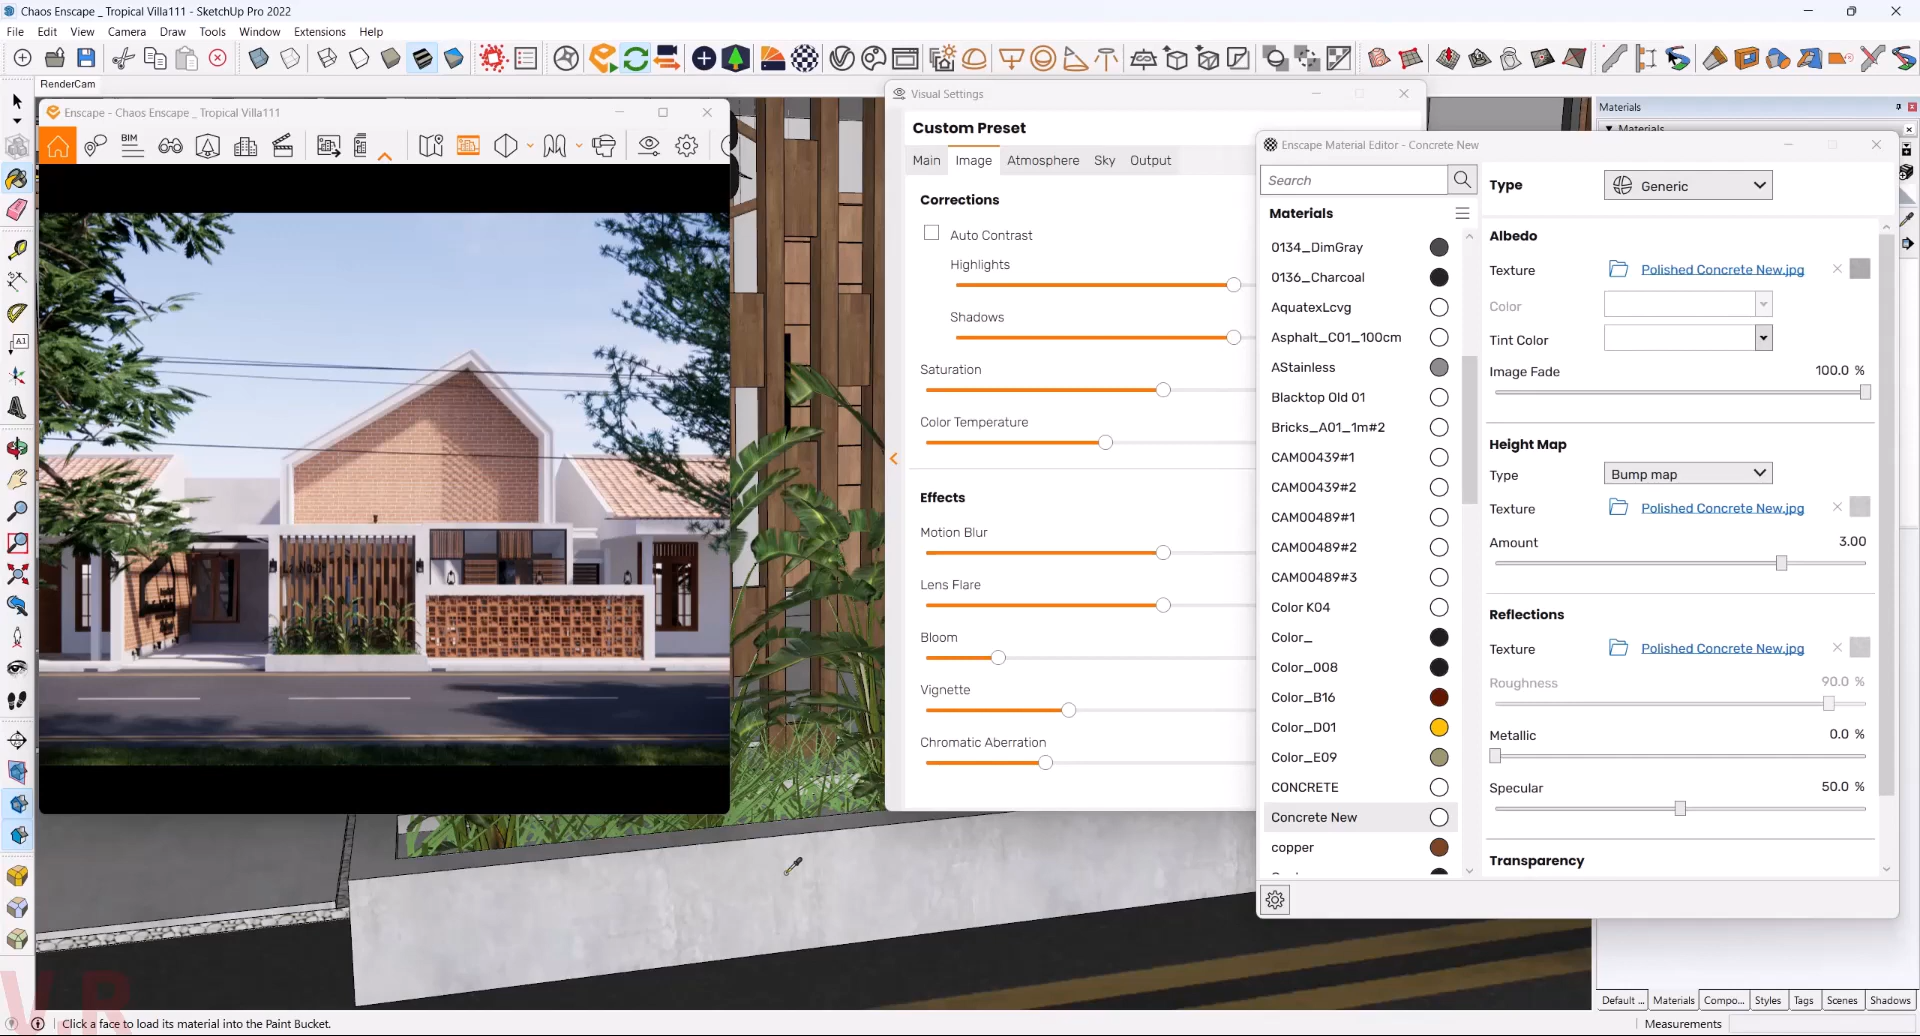 Chaos Enscape _ Tropical Villa111 - SketchUp Pro 2022
File Edit View Camera Draw Tools Window Extensions Help
RenderCam
Enscape - Chaos Enscape _ Tropical Villa111
BIM
A1
Visual Settings
Custom Preset
Main Image Atmosphere Sky Output
Corrections
Auto Contrast
Highlights
Shadows
Saturation
Color Temperature
Effects
Motion Blur
Lens Flare
Bloom
Vignette
Chromatic Aberration
Enscape Material Editor - Concrete New
Search
Materials
0134_DimGray
0136_Charcoal
AquatexLcvg
Asphalt_C01_100cm
AStainless
Blacktop Old 01
Bricks_A01_1m#2
CAM00439#1
CAM00439#2
CAM00489#1
CAM00489#2
CAM00489#3
Color K04
Color_
Color_008
Color_B16
Color_D01
Color_E09
CONCRETE
Concrete New
copper
Type Generic
Albedo
Texture Polished Concrete New.jpg
Color
Tint Color
Image Fade 100.0 %
Height Map
Type Bump map
Texture Polished Concrete New.jpg
Amount 3.00
Reflections
Texture Polished Concrete New.jpg
Roughness 90.0 %
Metallic 0.0 %
Specular 50.0 %
Transparency
Materials
Materials
Default ... Materials Compo... Styles Tags Scenes Shadows
V.R
Click a face to load its material into the Paint Bucket.
Measurements